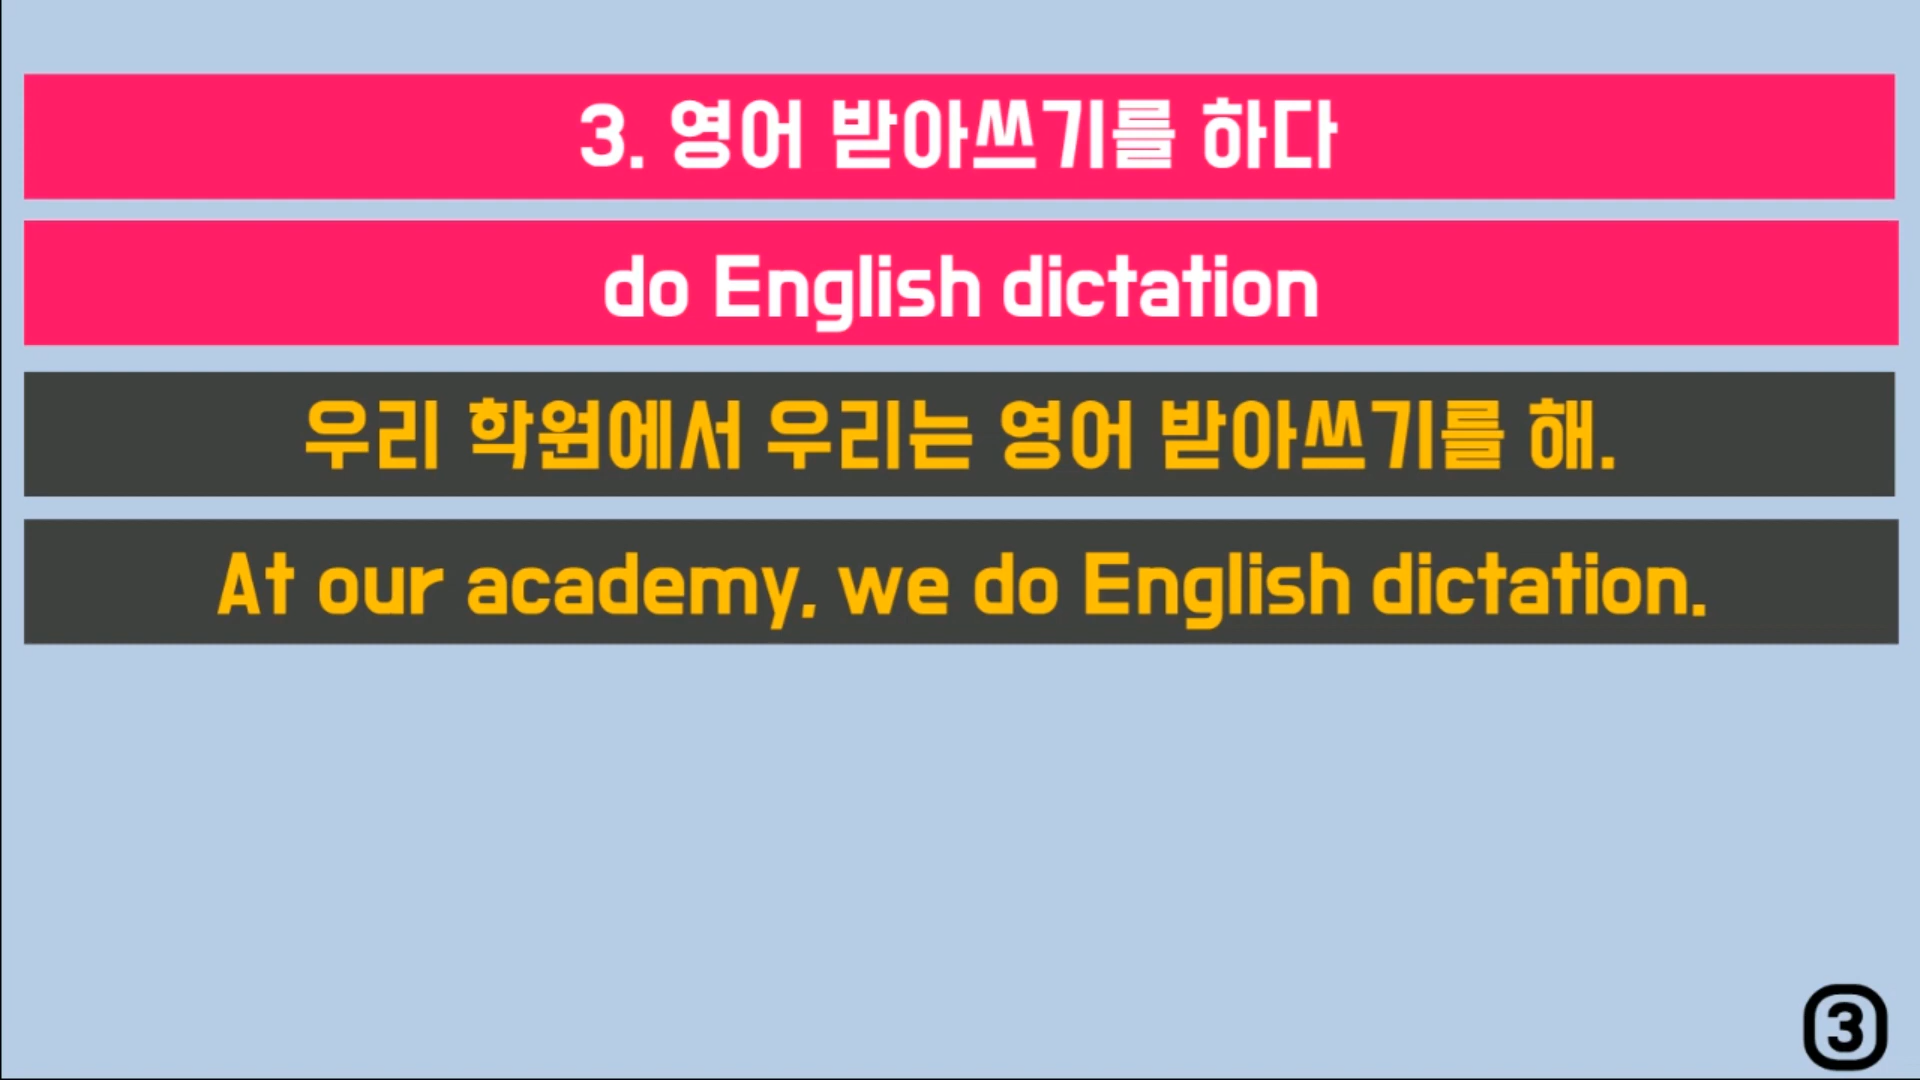 3. 영어 받아쓰기를 하다
do English dictation
우리 학원에서 우리는 영어 받아쓰기를 해.
At our academy, we do English dictation.
3